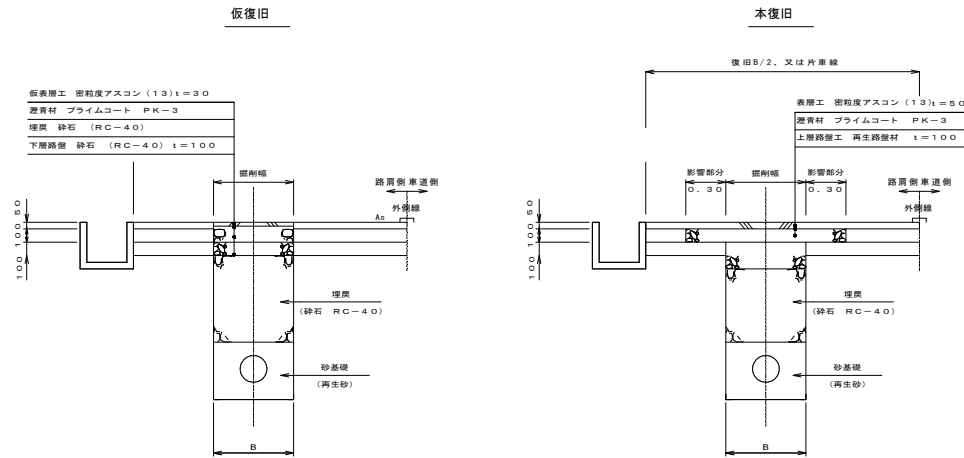 仮復旧
仮表層工 密粒度アスコン(13)t=30
瀝青材 プライムコート PK-3
埋戻 砕石 (RC-40)
下層路盤 砕石 (RC-40) t=100
掘削幅
路肩側 車道側
外側線
As
50
100
100
埋戻
(砕石 RC-40)
砂基礎
(再生砂)
B
本復旧
復旧B/2、又は片車線
表層工 密粒度アスコン(13)t=50
瀝青材 プライムコート PK-3
上層路盤工 再生路盤材 t=100
影響部分 掘削幅 影響部分
0.30 0.30
路肩側 車道側
外側線
50
100
100
埋戻
(砕石 RC-40)
砂基礎
(再生砂)
B